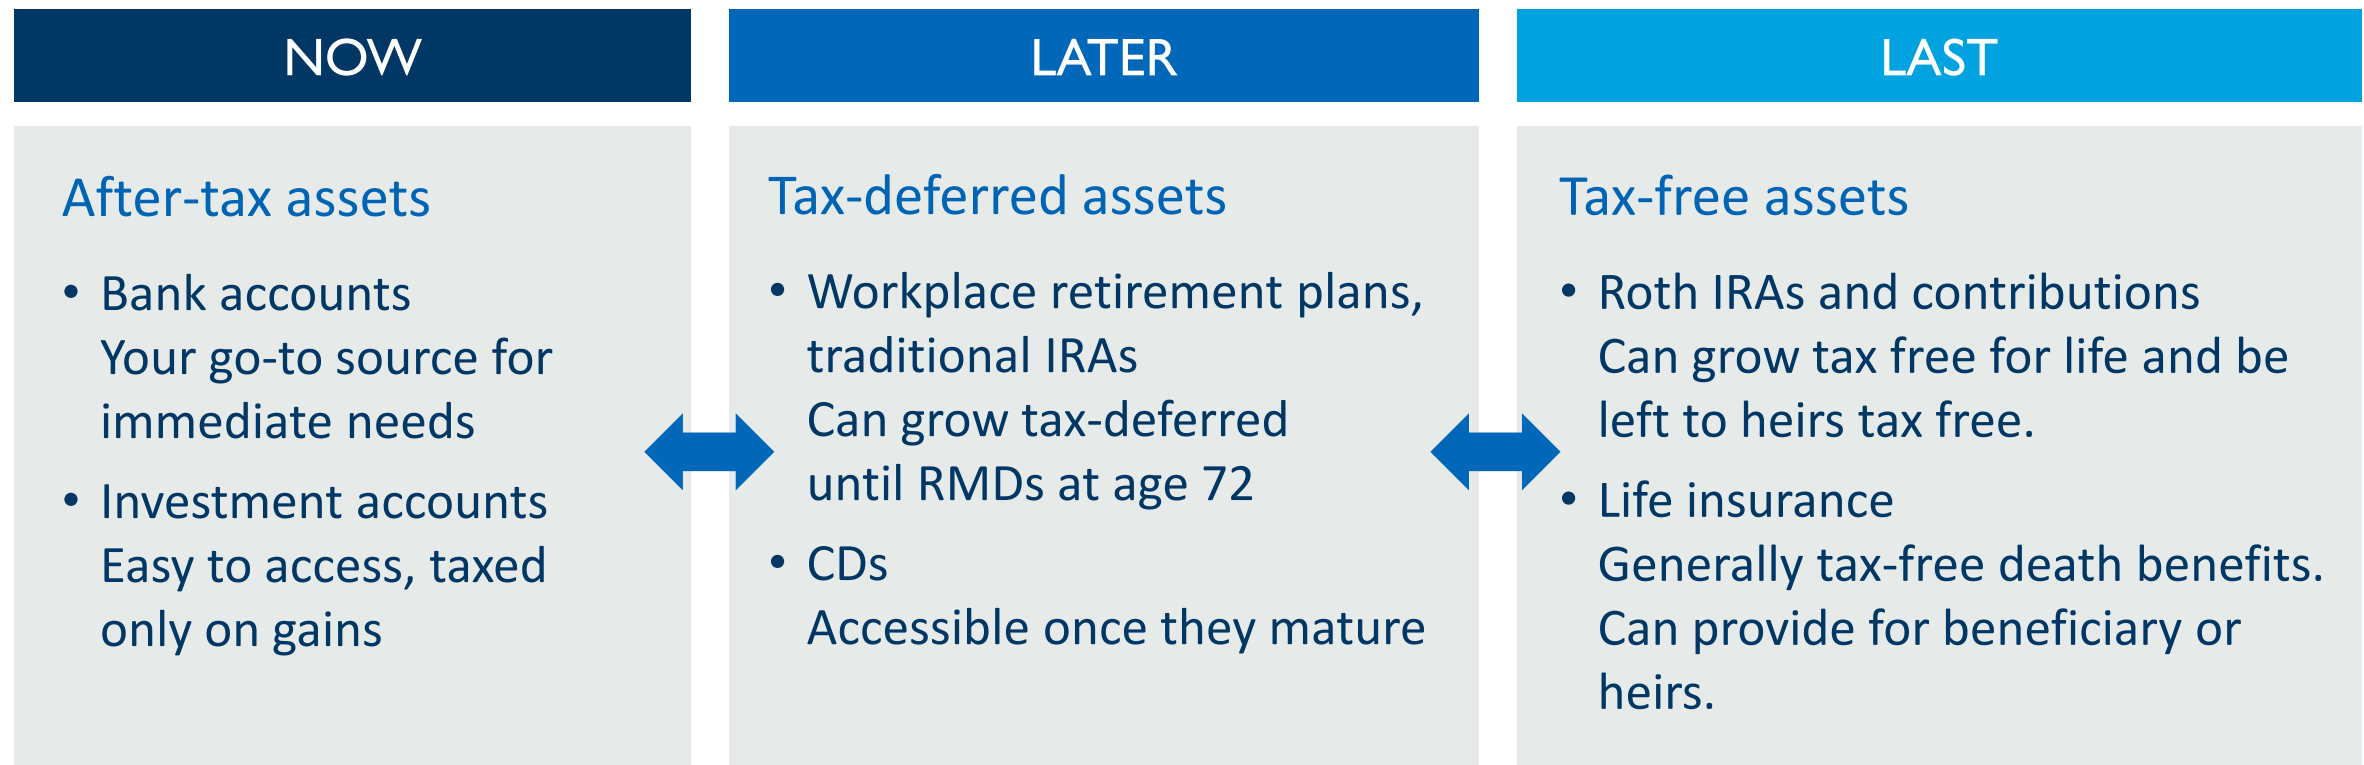 NOW
After-tax assets
• Bank accounts
Your go-to source for
immediate needs
• Investment accounts
Easy to access, taxed
only on gains
LATER
Tax-deferred assets
• Workplace retirement plans,
traditional IRAs
Can grow tax-deferred
until RMDs at age 72
• CDs
Accessible once they mature
LAST
Tax-free assets
• Roth IRAs and contributions
Can grow tax free for life and be
left to heirs tax free.
• Life insurance
Generally tax-free death benefits.
Can provide for beneficiary or
heirs.